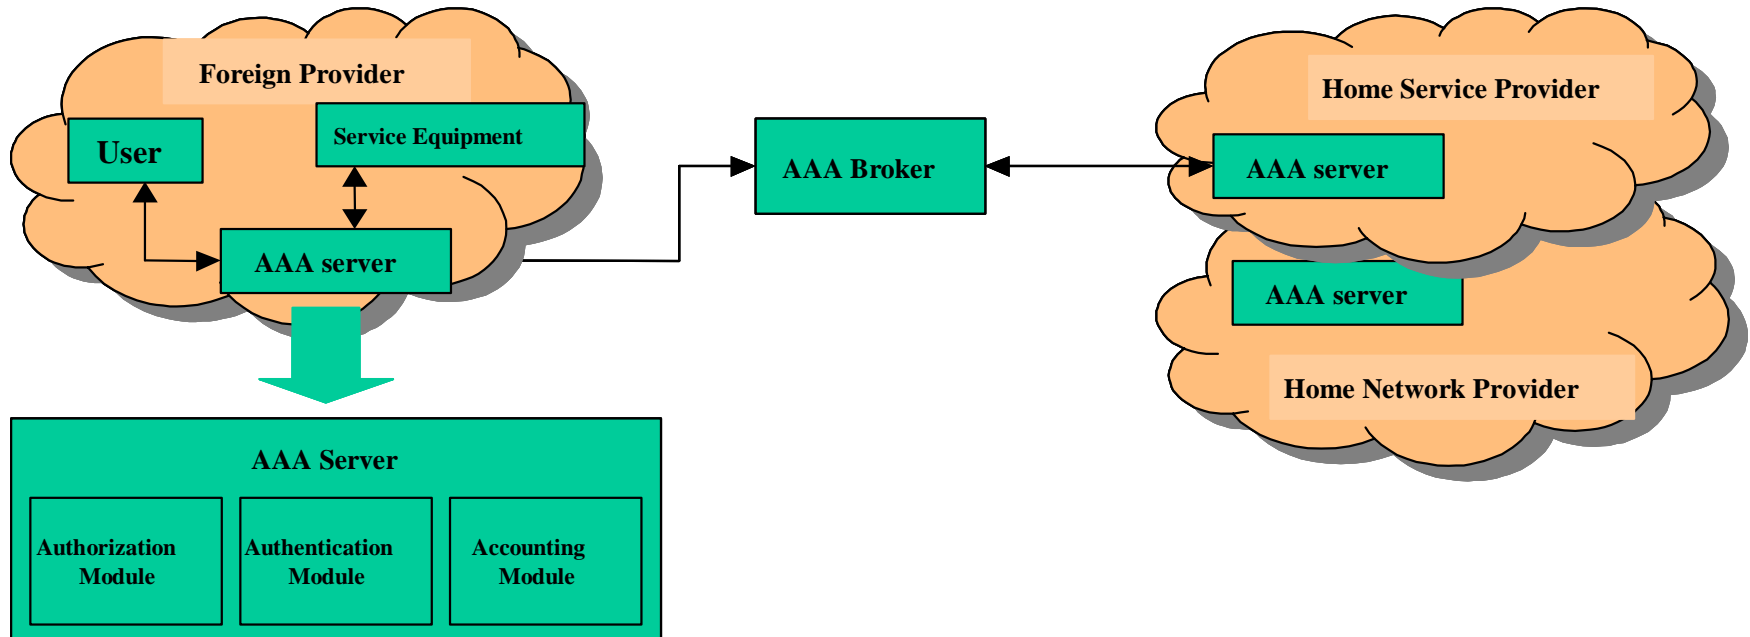 Foreign Provider
User
Service Equipment
AAA server
AAA Broker
Home Service Provider
AAA server
AAA server
Home Network Provider
AAA Server
Authorization
Module
Authentication
Module
Accounting
Module